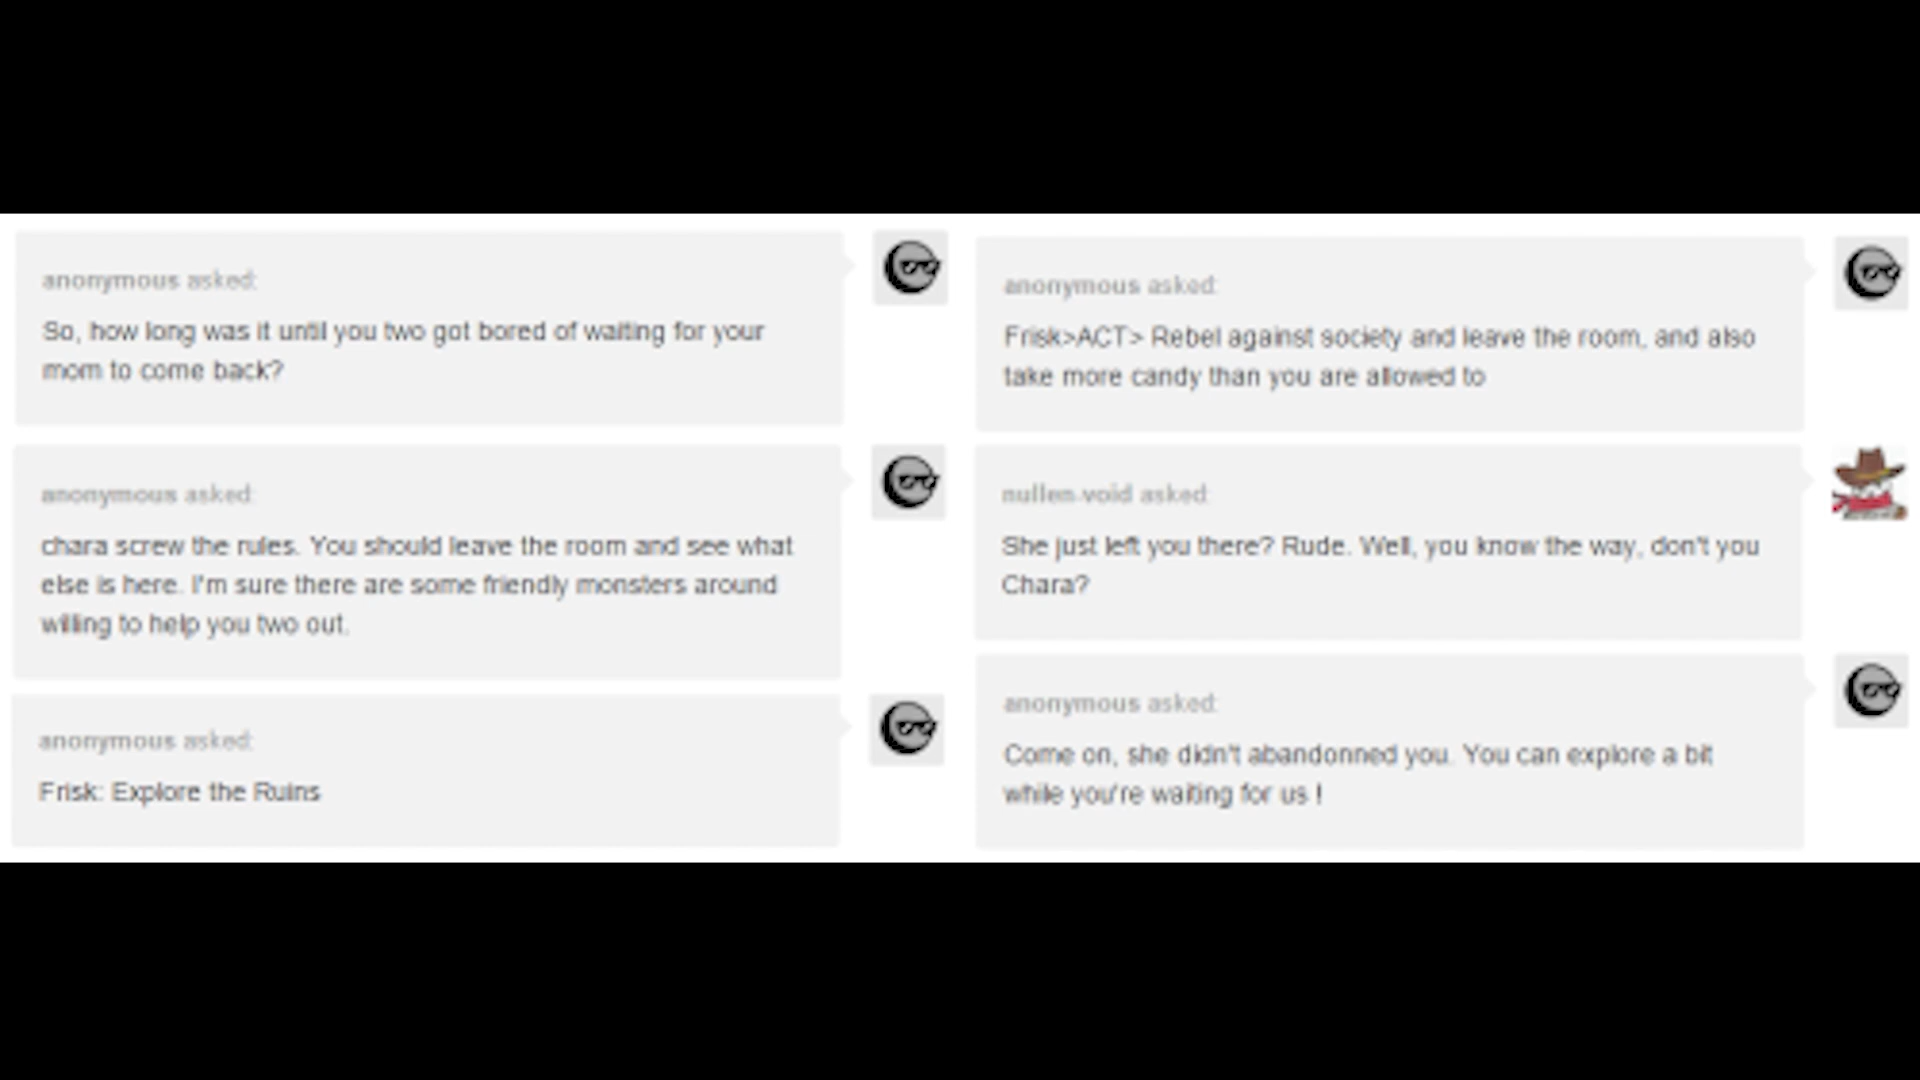 anonymous asked:
So, how long was it until you two got bored of waiting for your
mom to come back?
anonymous asked:
chara screw the rules. You should leave the room and see what
else is here. I'm sure there are some friendly monsters around
willing to help you two out.
anonymous asked:
Frisk: Explore the Ruins
anonymous asked:
Frisk>ACT> Rebel against society and leave the room, and also
take more candy than you are allowed to
nullen-void asked:
She just left you there? Rude. Well, you know the way, don't you
Chara?
anonymous asked:
Come on, she didn't abandonned you. You can explore a bit
while you're waiting for us !